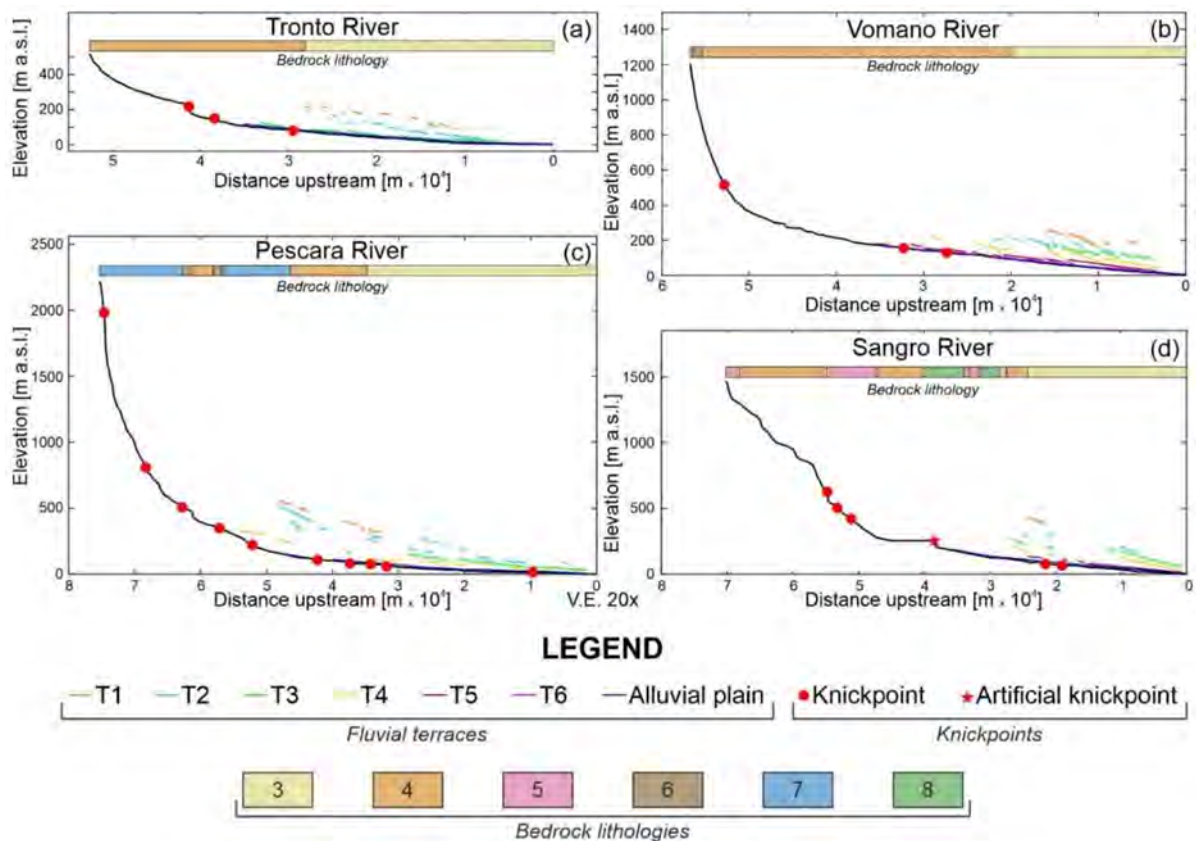 Tronto River (a)
Elevation [m a.s.l.]
400
200
0
Bedrock lithology
5 4 3 2 1 0
Distance upstream [m x 10⁴]
Vomano River (b)
Elevation [m a.s.l.]
1400
1200
1000
800
600
400
200
0
Bedrock lithology
6 5 4 3 2 1 0
Distance upstream [m x 10⁴]
Pescara River (c)
Elevation [m a.s.l.]
2500
2000
1500
1000
500
0
Bedrock lithology
8 7 6 5 4 3 2 1 0
Distance upstream [m x 10⁴]
V.E. 20x
Sangro River (d)
Elevation [m a.s.l.]
1500
1000
500
0
Bedrock lithology
7 6 5 4 3 2 1 0
Distance upstream [m x 10⁴]
LEGEND
T1 T2 T3 T4 T5 T6 Alluvial plain Knickpoint Artificial knickpoint
Fluvial terraces Knickpoints
3 4 5 6 7 8
Bedrock lithologies